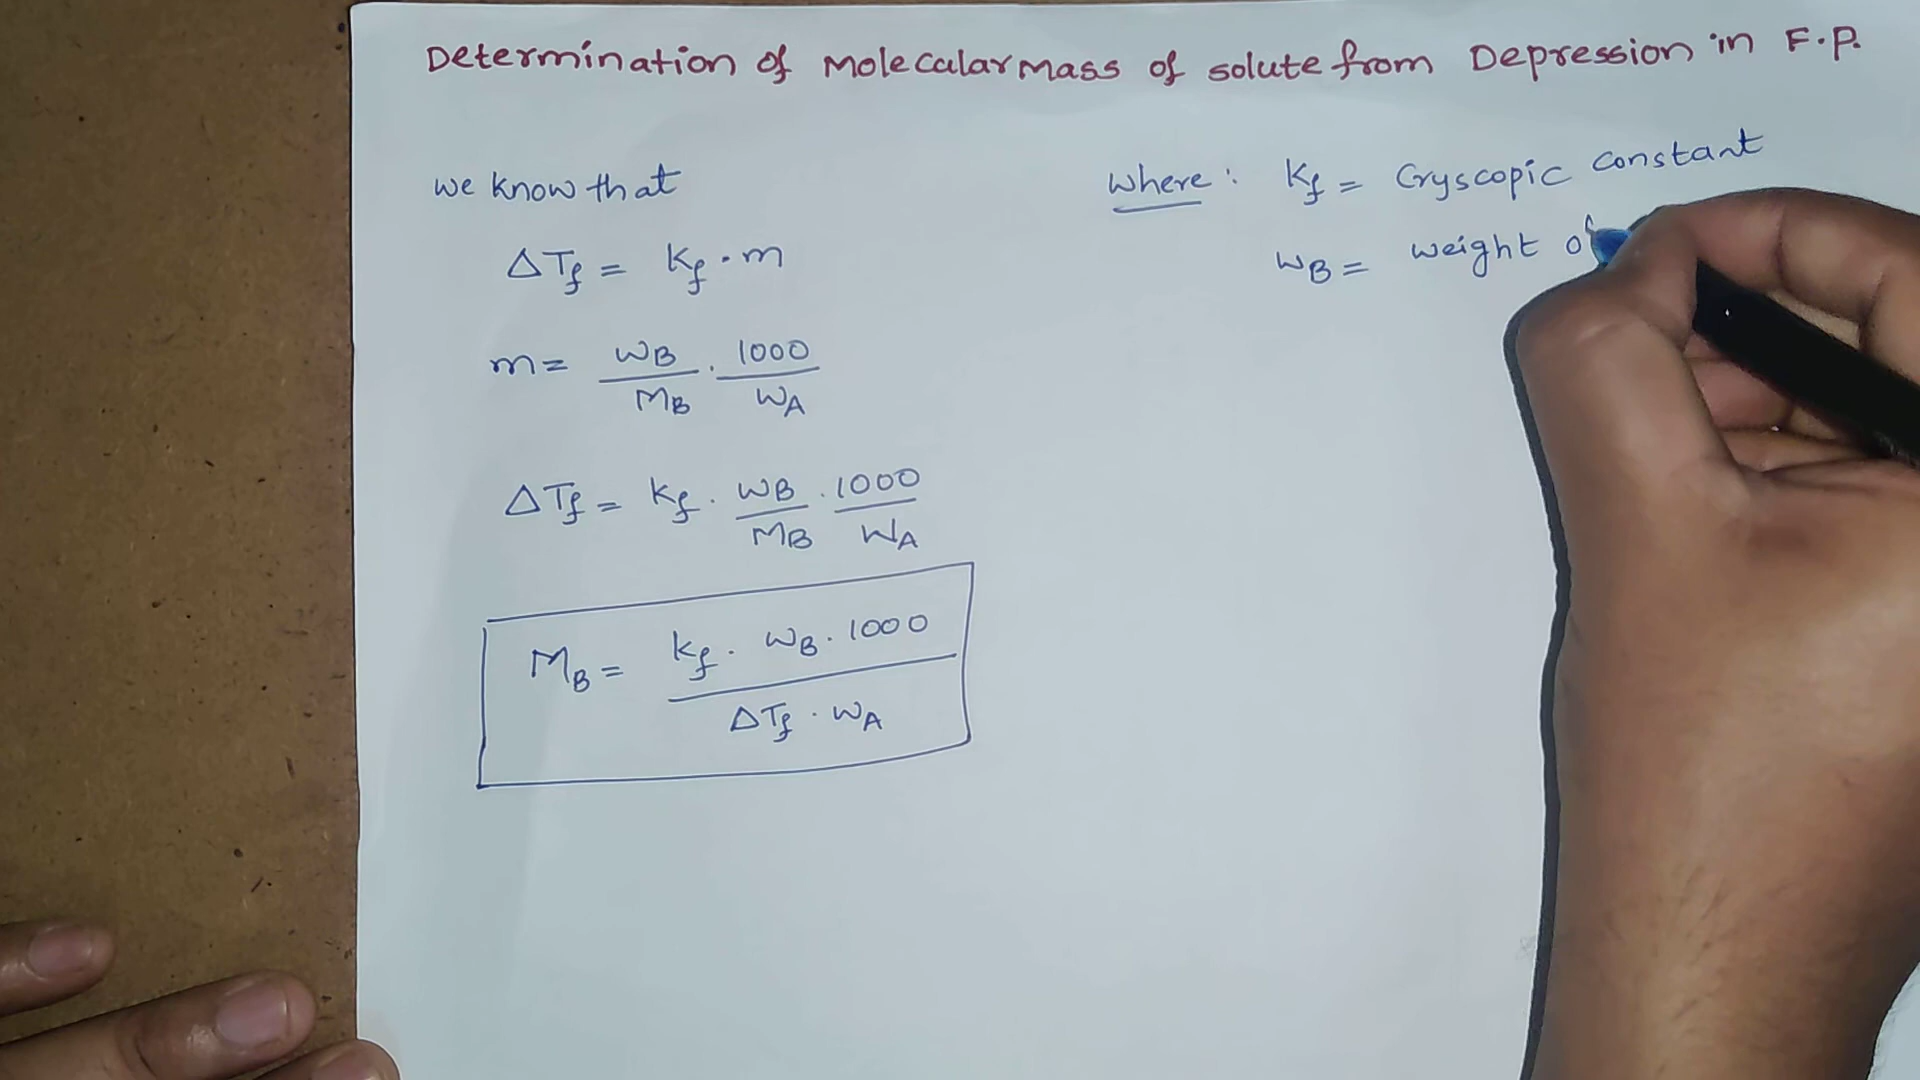 Determination of Molecular mass of solute from Depression in F.P.
we know that
ΔTf = Kf · m
m = WB/MB · 1000/WA
ΔTf = Kf · WB/MB · 1000/WA
MB = Kf · WB · 1000 / ΔTf · WA
Where : Kf = Cryscopic constant
WB = weight of